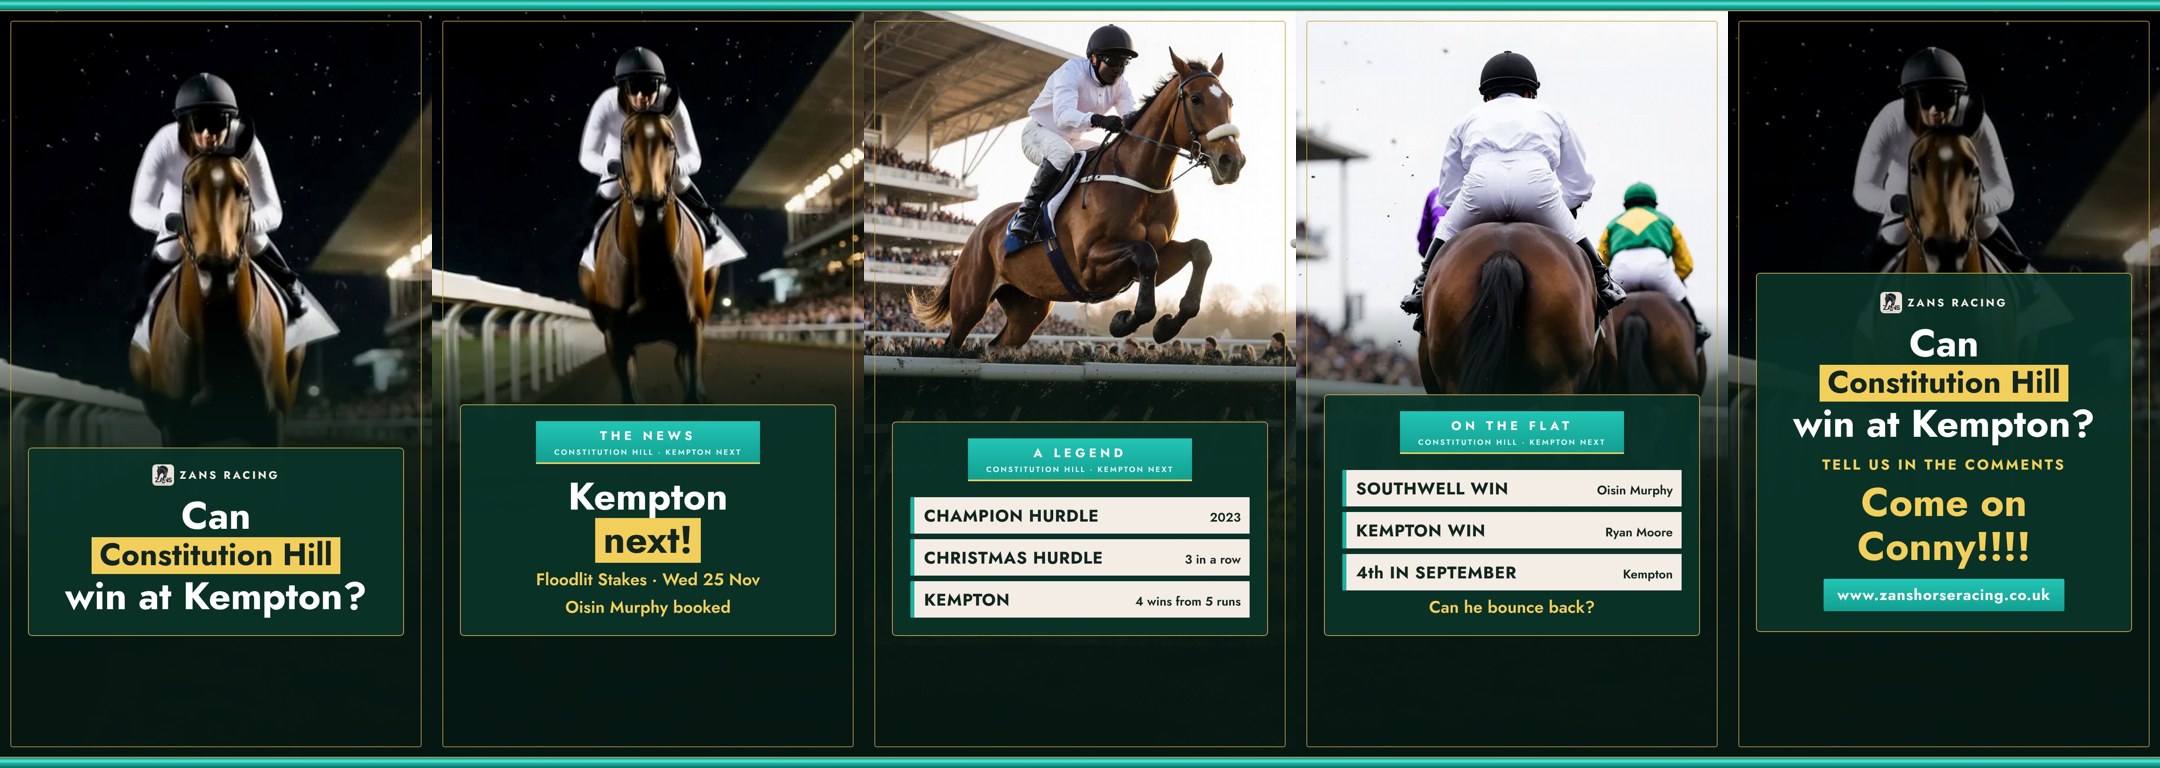 ZANS RACING
Can
Constitution Hill
win at Kempton?
THE NEWS
CONSTITUTION HILL · KEMPTON NEXT
Kempton
next!
Floodlit Stakes · Wed 25 Nov
Oisin Murphy booked
A LEGEND
CONSTITUTION HILL · KEMPTON NEXT
CHAMPION HURDLE 2023
CHRISTMAS HURDLE 3 in a row
KEMPTON 4 wins from 5 runs
ON THE FLAT
CONSTITUTION HILL · KEMPTON NEXT
SOUTHWELL WIN Oisin Murphy
KEMPTON WIN Ryan Moore
4th IN SEPTEMBER Kempton
Can he bounce back?
ZANS RACING
Can
Constitution Hill
win at Kempton?
TELL US IN THE COMMENTS
Come on
Conny!!!!
www.zanshorseracing.co.uk